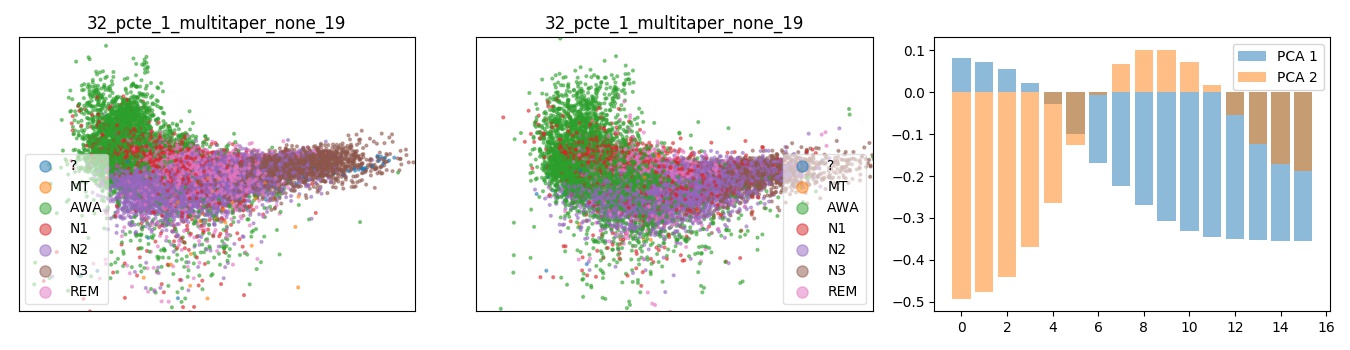 32_pcte_1_multitaper_none_19
?
MT
AWA
N1
N2
N3
REM
32_pcte_1_multitaper_none_19
?
MT
AWA
N1
N2
N3
REM
PCA 1
PCA 2
0.1
0.0
−0.1
−0.2
−0.3
−0.4
−0.5
0 2 4 6 8 10 12 14 16